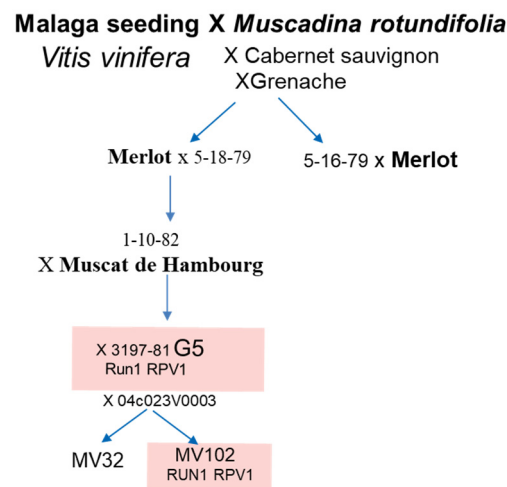 Malaga seeding X Muscadina rotundifolia
Vitis vinifera X Cabernet sauvignon
XGrenache
Merlot x 5-18-79
5-16-79 x Merlot
1-10-82
X Muscat de Hambourg
X 3197-81 G5
Run1 RPV1
X 04c023V0003
MV32
MV102
RUN1 RPV1